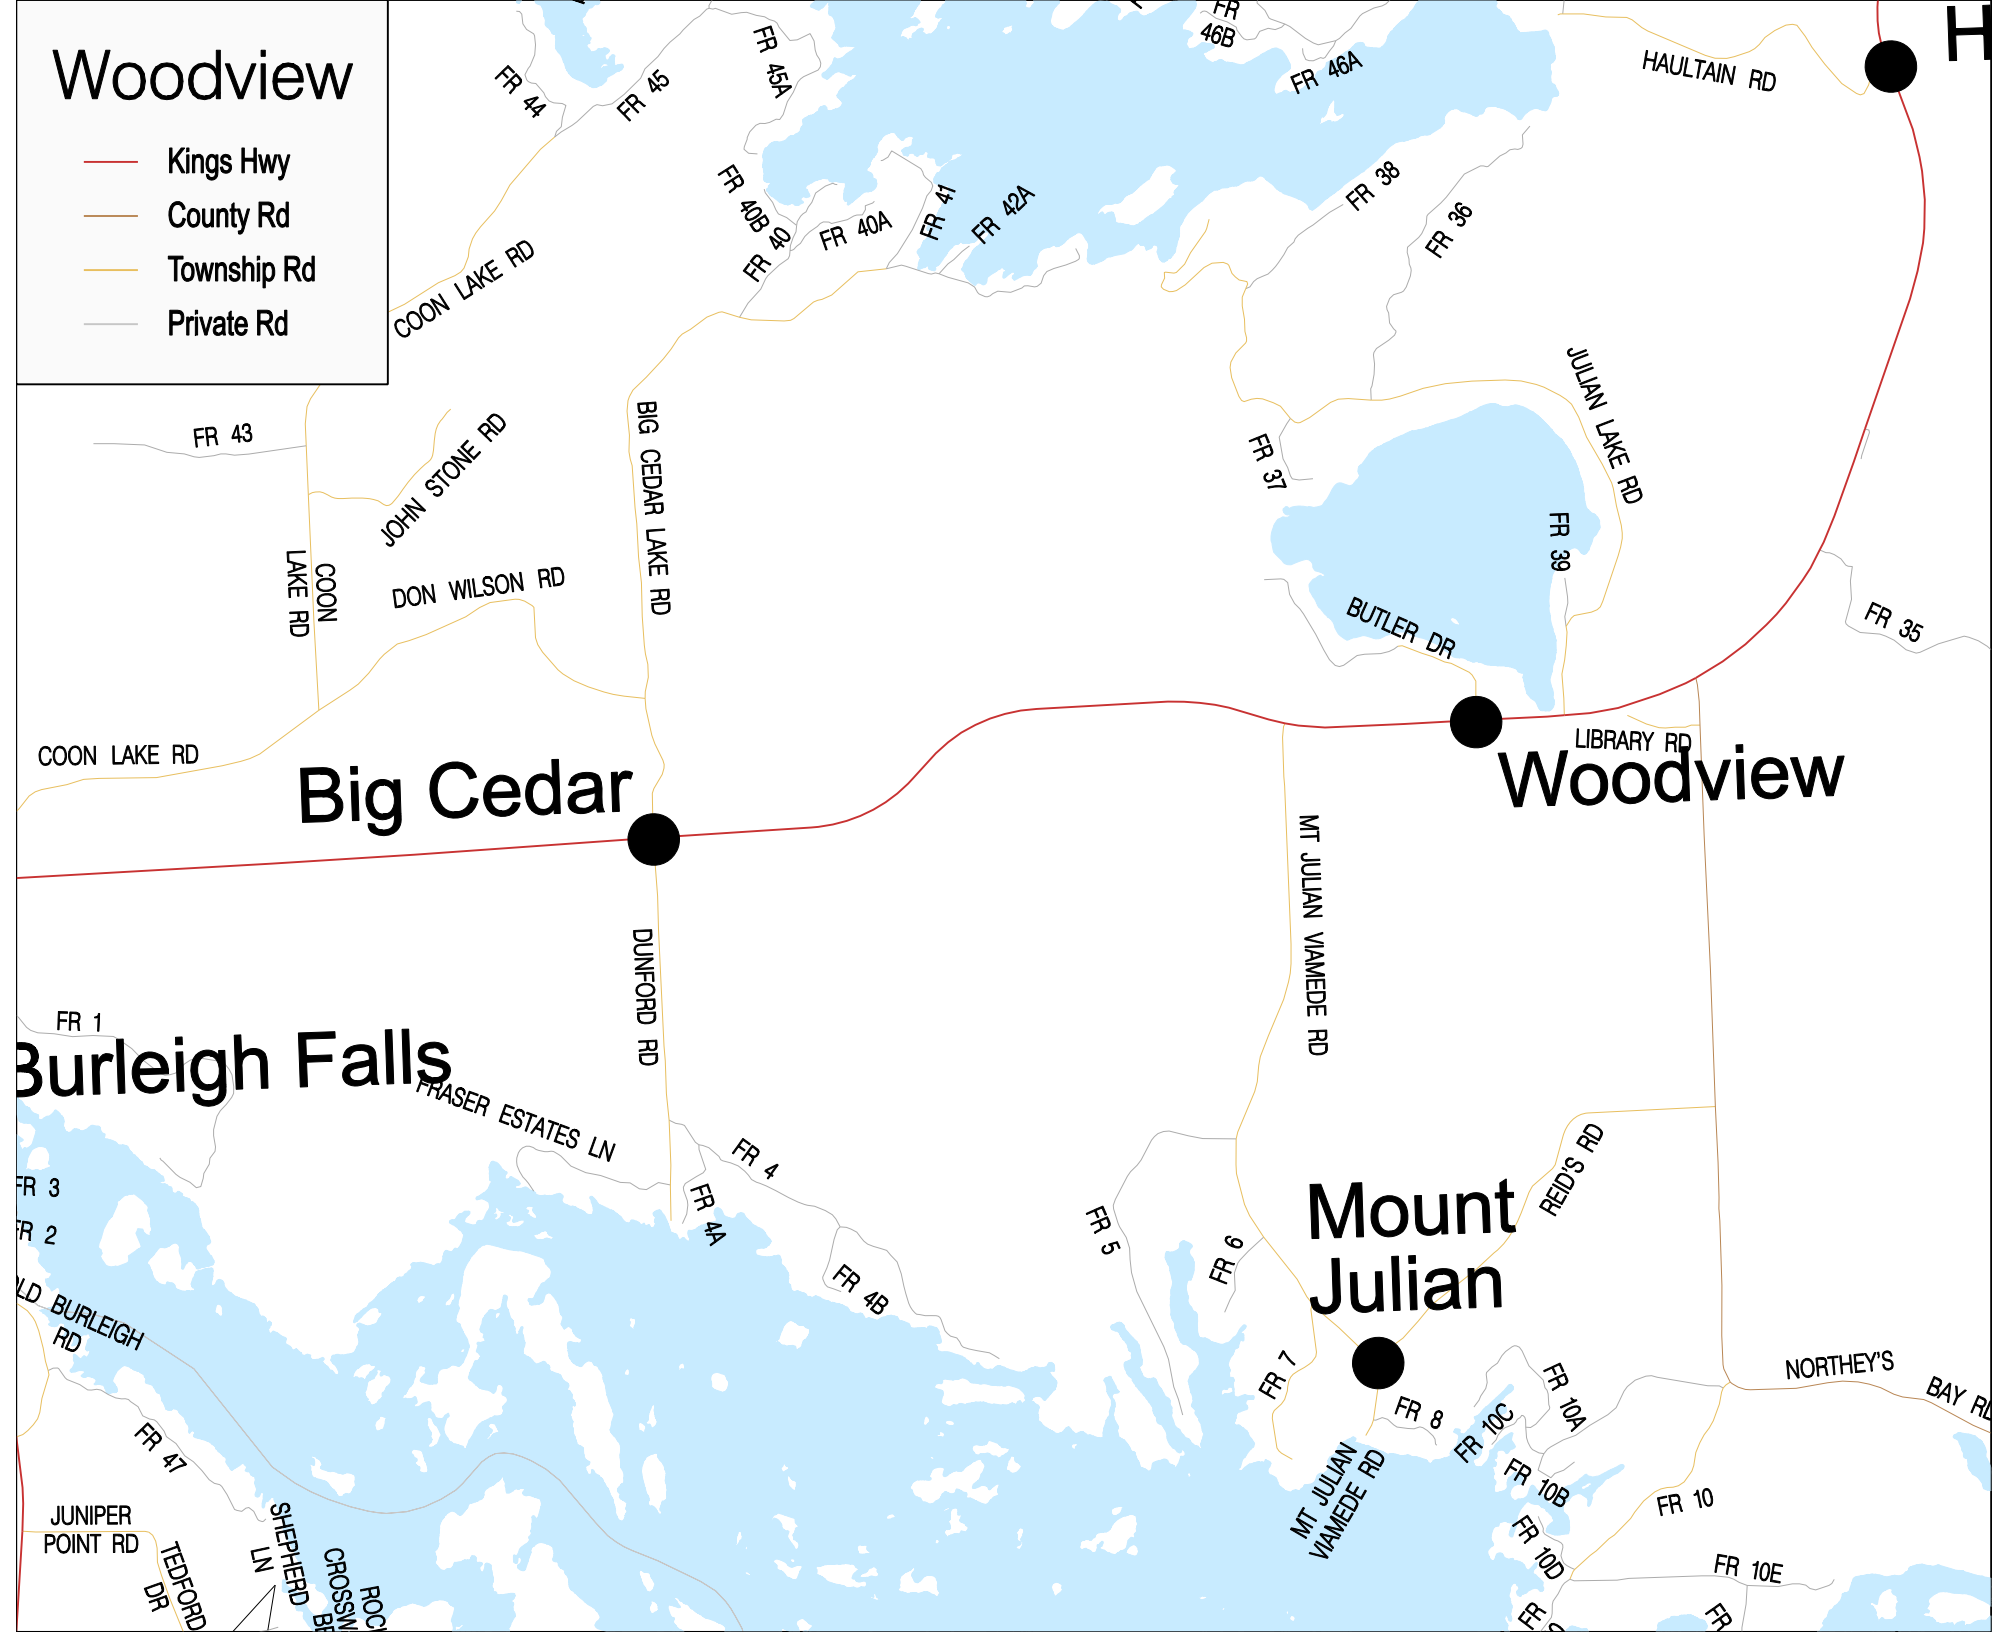 Woodview
Kings Hwy
County Rd
Township Rd
Private Rd
H
FR 44
FR 45
FR 45A
FR
46B
FR 46A
HAULTAIN RD
FR 40B
FR 40
FR 40A
FR 41
FR 42A
FR 38
FR 36
COON LAKE RD
FR 43
JOHN STONE RD
BIG CEDAR LAKE RD
JULIAN LAKE RD
FR 37
FR 39
COON
LAKE RD
DON WILSON RD
BUTLER DR
FR 35
COON LAKE RD
Big Cedar
LIBRARY RD
Woodview
MT JULIAN VIAMEDE RD
DUNFORD RD
FR 1
Burleigh Falls
FRASER ESTATES LN
FR 4
FR 4A
FR 4B
FR 3
FR 2
FR 5
FR 6
REID'S RD
Mount
Julian
OLD BURLEIGH
RD
FR 7
FR 8
FR 10C
FR 10A
NORTHEY'S
BAY RD
FR 47
MT JULIAN
VIAMEDE RD
FR 10B
FR 10
JUNIPER
POINT RD
TEDFORD
DR
SHEPHERD
LN
CROSSW
ROC
BE
FR 10D
FR 10E
FR
FR